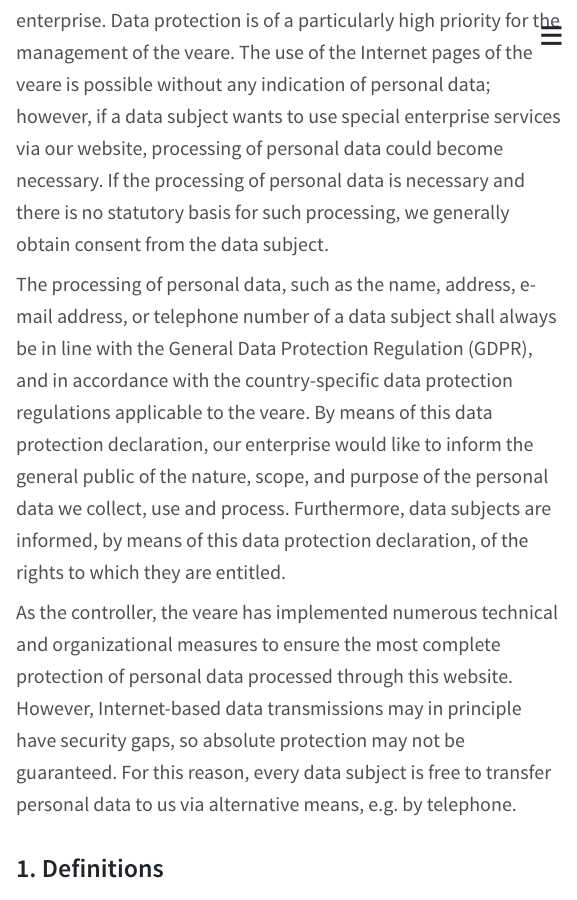 enterprise. Data protection is of a particularly high priority for the
management of the veare. The use of the Internet pages of the
veare is possible without any indication of personal data;
however, if a data subject wants to use special enterprise services
via our website, processing of personal data could become
necessary. If the processing of personal data is necessary and
there is no statutory basis for such processing, we generally
obtain consent from the data subject.
The processing of personal data, such as the name, address, e-
mail address, or telephone number of a data subject shall always
be in line with the General Data Protection Regulation (GDPR),
and in accordance with the country-specific data protection
regulations applicable to the veare. By means of this data
protection declaration, our enterprise would like to inform the
general public of the nature, scope, and purpose of the personal
data we collect, use and process. Furthermore, data subjects are
informed, by means of this data protection declaration, of the
rights to which they are entitled.
As the controller, the veare has implemented numerous technical
and organizational measures to ensure the most complete
protection of personal data processed through this website.
However, Internet-based data transmissions may in principle
have security gaps, so absolute protection may not be
guaranteed. For this reason, every data subject is free to transfer
personal data to us via alternative means, e.g. by telephone.
1. Definitions